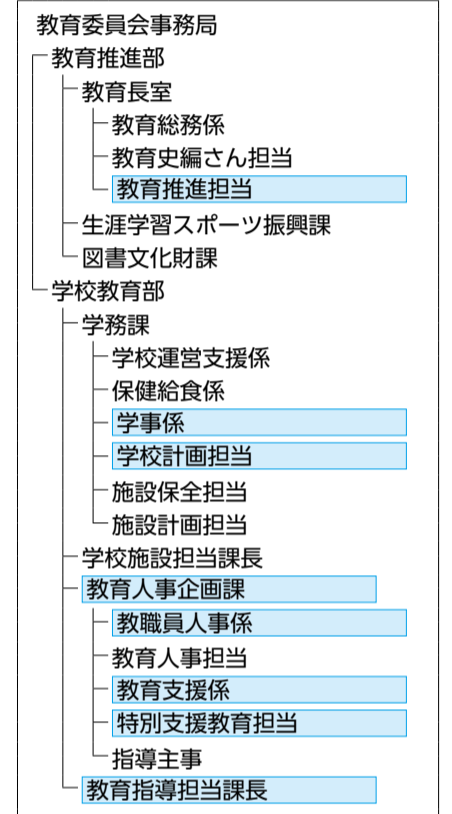 教育委員会事務局
教育推進部
教育長室
教育総務係
教育史編さん担当
教育推進担当
生涯学習スポーツ振興課
図書文化財課
学校教育部
学務課
学校運営支援係
保健給食係
学事係
学校計画担当
施設保全担当
施設計画担当
学校施設担当課長
教育人事企画課
教職員人事係
教育人事担当
教育支援係
特別支援教育担当
指導主事
教育指導担当課長